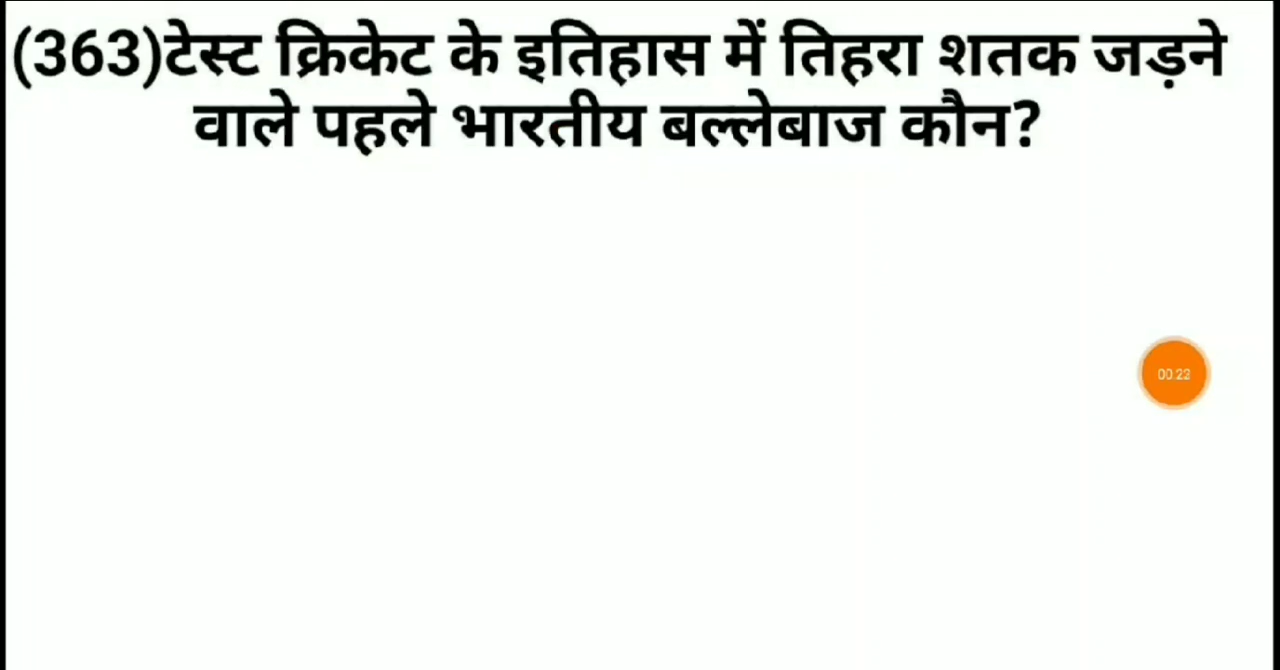 (363)टेस्ट क्रिकेट के इतिहास में तिहरा शतक जड़ने
वाले पहले भारतीय बल्लेबाज कौन?
00:22